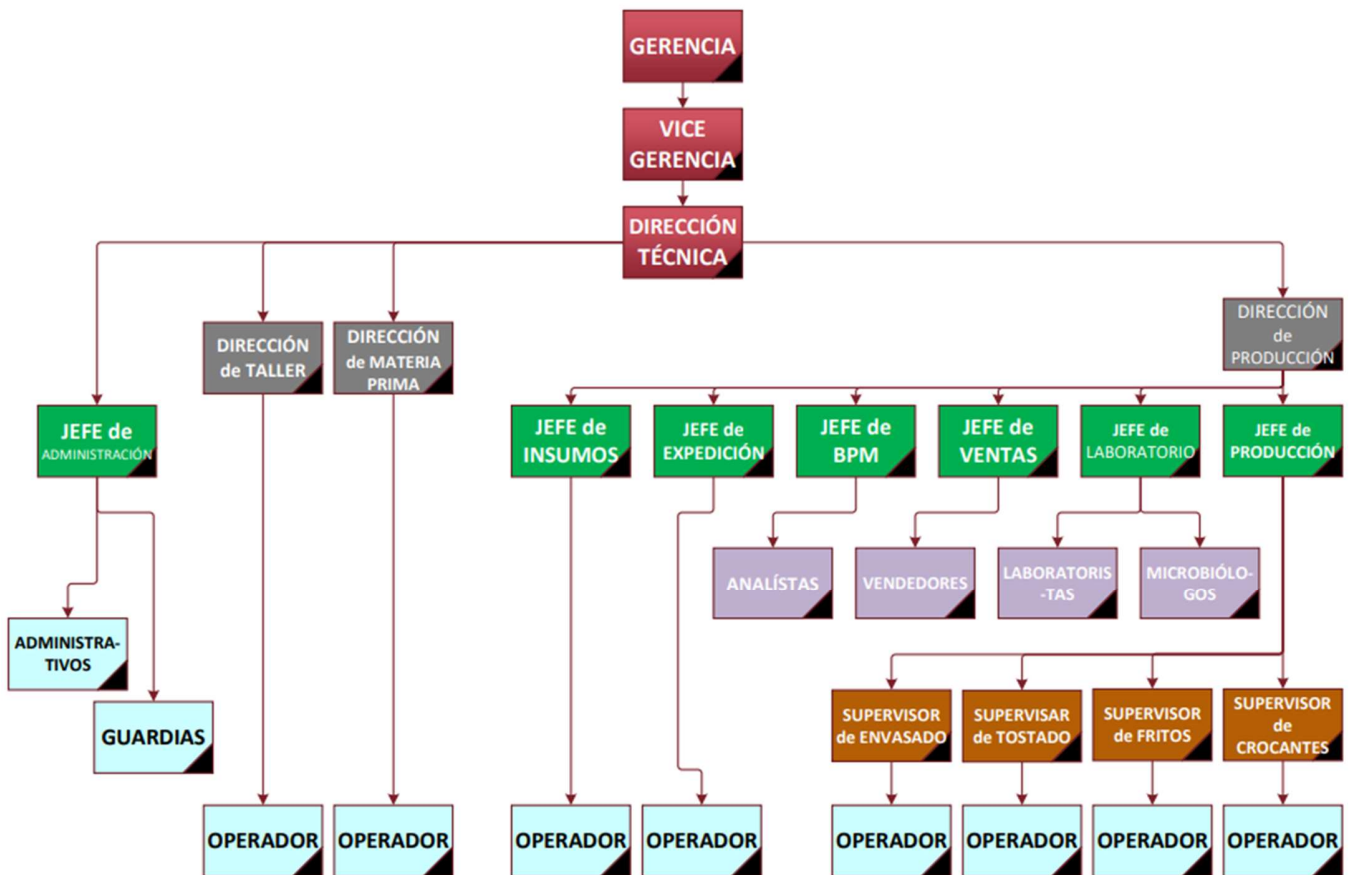 GERENCIA
VICE
GERENCIA
DIRECCIÓN
TÉCNICA
DIRECCIÓN
de TALLER
DIRECCIÓN
de MATERIA
PRIMA
DIRECCIÓN
de
PRODUCCIÓN
JEFE de
ADMINISTRACIÓN
JEFE de
INSUMOS
JEFE de
EXPEDICIÓN
JEFE de
BPM
JEFE de
VENTAS
JEFE de
LABORATORIO
JEFE de
PRODUCCIÓN
ANALÍSTAS
VENDEDORES
LABORATORIS
-TAS
MICROBIÓLO-
GOS
ADMINISTRA-
TIVOS
GUARDIAS
SUPERVISOR
de ENVASADO
SUPERVISAR
de TOSTADO
SUPERVISOR
de FRITOS
SUPERVISOR
de
CROCANTES
OPERADOR
OPERADOR
OPERADOR
OPERADOR
OPERADOR
OPERADOR
OPERADOR
OPERADOR